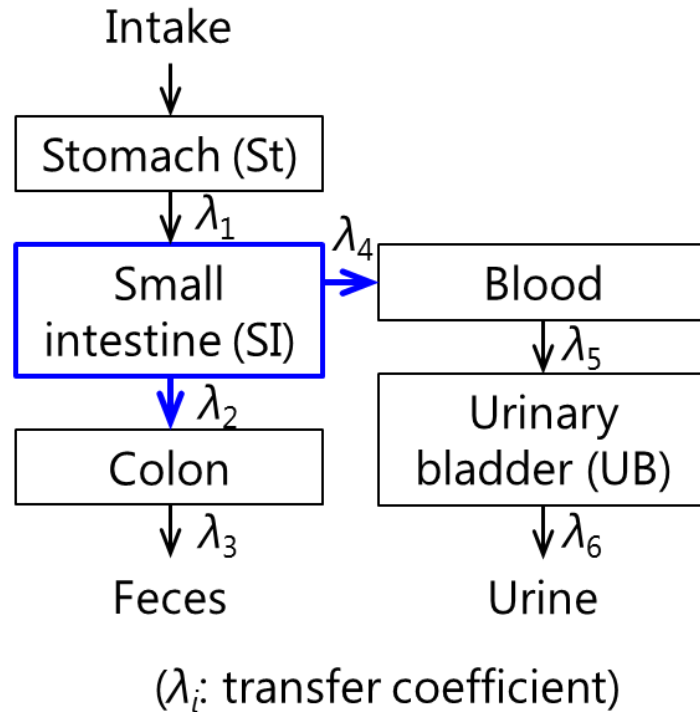 Intake
Stomach (St)
λ1
λ4
Small
intestine (SI)
Blood
λ5
λ2
Urinary
bladder (UB)
Colon
λ3
λ6
Feces
Urine
(λi: transfer coefficient)